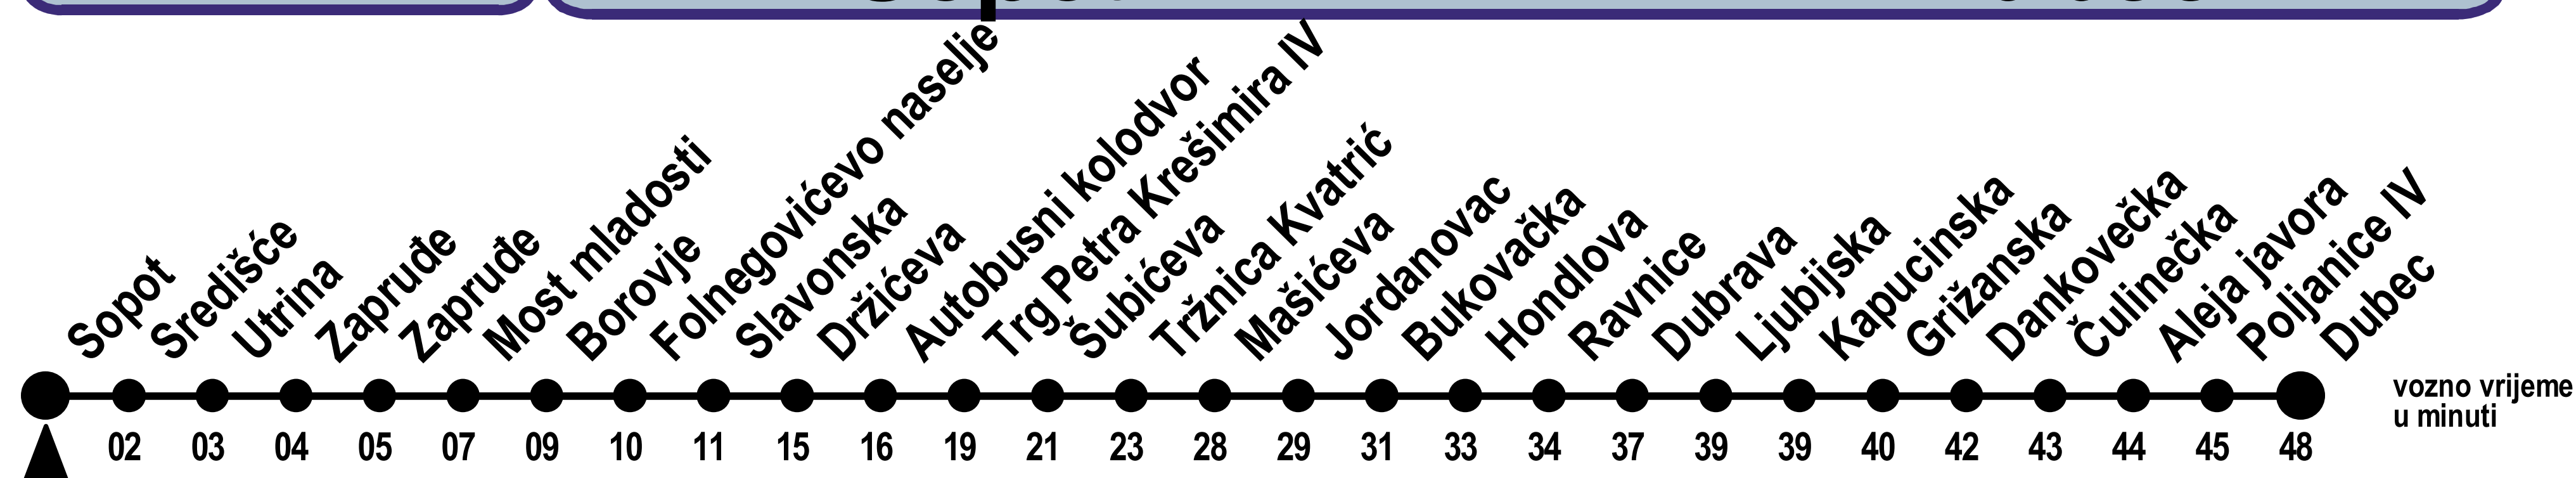 Sopot
Središće
Utrina
Zapruđe
Zapruđe
Most mladosti
Borovje
Folnegovićevo naselje
Slavonska
Držićeva
Autobusni kolodvor
Trg Petra Krešimira IV
Šubićeva
Tržnica Kvatrić
Mašićeva
Jordanovac
Bukovačka
Hondlova
Ravnice
Dubrava
Ljubijska
Kapucinska
Grižanska
Dankovečka
Čulinečka
Aleja javora
Poljanice IV
Dubec
vozno vrijeme
u minuti
02 03 04 05 07 09 10 11 15 16 19 21 23 28 29 31 33 34 37 39 39 40 42 43 44 45 48